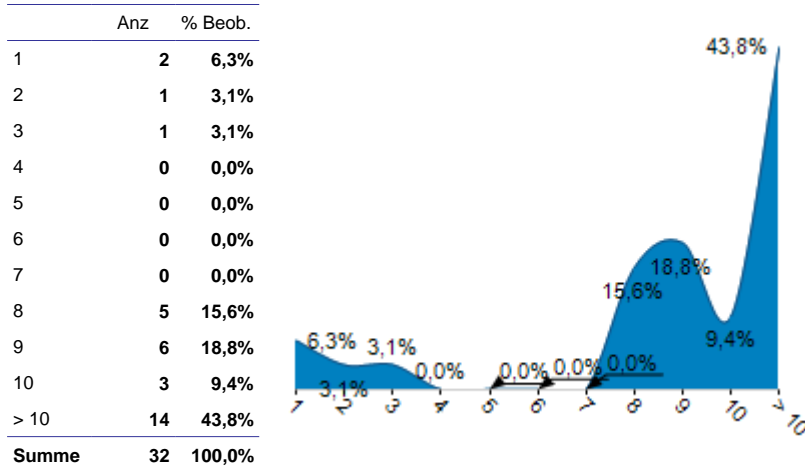 Anz % Beob.
1 2 6,3%
2 1 3,1%
3 1 3,1%
4 0 0,0%
5 0 0,0%
6 0 0,0%
7 0 0,0%
8 5 15,6%
9 6 18,8%
10 3 9,4%
> 10 14 43,8%
Summe 32 100,0%
43,8%
18,8%
15,6%
6,3%
3,1%
9,4%
0,0%
0,0%
0,0%
0,0%
3,1%
1 2 3 4 5 6 7 8 9 10 > 10